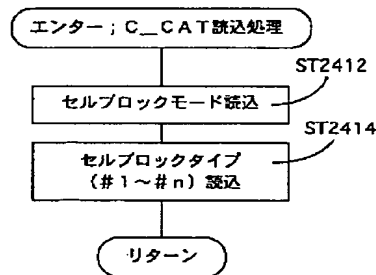 エンター；C＿CAT読込処理
ST2412
セルブロックモード読込
ST2414
セルブロックタイプ
（＃1～＃n）読込
リターン